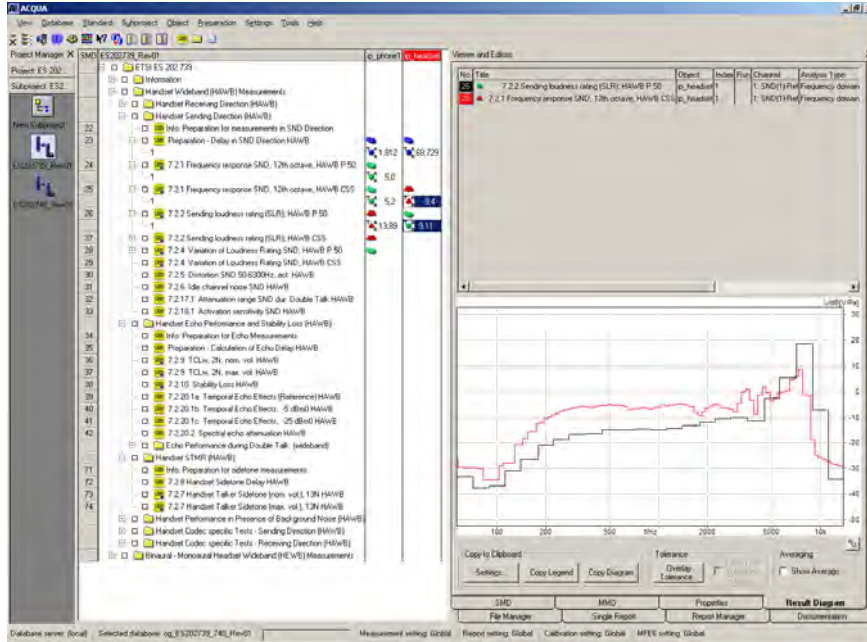 ACQUA
View Database Standard Subproject Object Preparation Settings Tools Help
Project Manager X SMD ES202739_Rev01 ip_phone1 ip_headset Viewer and Editors
Project: ES 202...
Subproject: ES2...
New Subproject
ES202739_Rev01
ES202740_Rev01
ETSI ES 202 739
Information
Handset Wideband (HAWB) Measurements
Handset Receiving Direction (HAWB)
Handset Sending Direction (HAWB)
22 Info: Preparation for measurements in SND Direction
23 Preparation - Delay in SND Direction HAWB
1 1,812 68,729
24 7.2.1 Frequency response SND, 12th octave, HAWB P.50
1 5,0
25 7.2.1 Frequency response SND, 12th octave, HAWB CSS
1 5,2 -9,4
26 7.2.2 Sending loudness rating (SLR); HAWB P.50
1 13,89 9,11
27 7.2.2 Sending loudness rating (SLR); HAWB CSS
28 7.2.4 Variation of Loudness Rating SND, HAWB P.50
29 7.2.4 Variation of Loudness Rating SND, HAWB CSS
30 7.2.5 Distortion SND 50-6300Hz, act. HAWB
31 7.2.6 Idle channel noise SND HAWB
32 7.2.17.1 Attenuation range SND dur. Double Talk HAWB
33 7.2.18.1 Activation sensitivity SND HAWB
Handset Echo Performance and Stability Loss (HAWB)
34 Info: Preparation for Echo Measurements
35 Preparation - Calculation of Echo Delay HAWB
36 7.2.9 TCLw, 2N, nom. vol. HAWB
37 7.2.9 TCLw, 2N, max. vol. HAWB
38 7.2.10 Stability Loss HAWB
39 7.2.20.1a Temporal Echo Effects (Reference) HAWB
40 7.2.20.1b Temporal Echo Effects, -5 dBm0 HAWB
41 7.2.20.1c Temporal Echo Effects, -25 dBm0 HAWB
42 7.2.20.2 Spectral echo attenuation HAWB
Echo Performance during Double Talk (wideband)
Handset STMR (HAWB)
71 Info: Preparation for sidetone measurements
72 7.2.8 Handset Sidetone Delay HAWB
73 7.2.7 Handset Talker Sidetone (nom. vol.), 13N HAWB
74 7.2.7 Handset Talker Sidetone (max. vol.), 13N HAWB
Handset Performance in Presence of Background Noise (HAWB)
Handset Codec specific Tests - Sending Direction (HAWB)
Handset Codec specific Tests - Receiving Direction (HAWB)
Binaural - Monaural Headset Wideband (HEWB) Measurements
No Title Object Index Fun Channel Analysis Type
26 7.2.2 Sending loudness rating (SLR); HAWB P.50 ip_headset 1 1: SND(1)-Ref Frequency domain
25 7.2.1 Frequency response SND, 12th octave, HAWB CSS ip_headset 1 1: SND(1)-Ref Frequency domain
L/dB[V/Pa]
30
20
10
0
-10
-20
-30
-40
-50
100 200 500 f/Hz 2000 5000 10k
Copy to Clipboard Tolerance Averaging
Settings... Copy Legend Copy Diagram Overlay Tolerance... Show Average
SMD MMD Properties Result Diagram
File Manager Single Report Report Manager Documentation
Database server: (local) Selected database: og_ES202739_740_Rev01 Measurement setting: Global Report setting: Global Calibration setting: Global MFE6 setting: Global